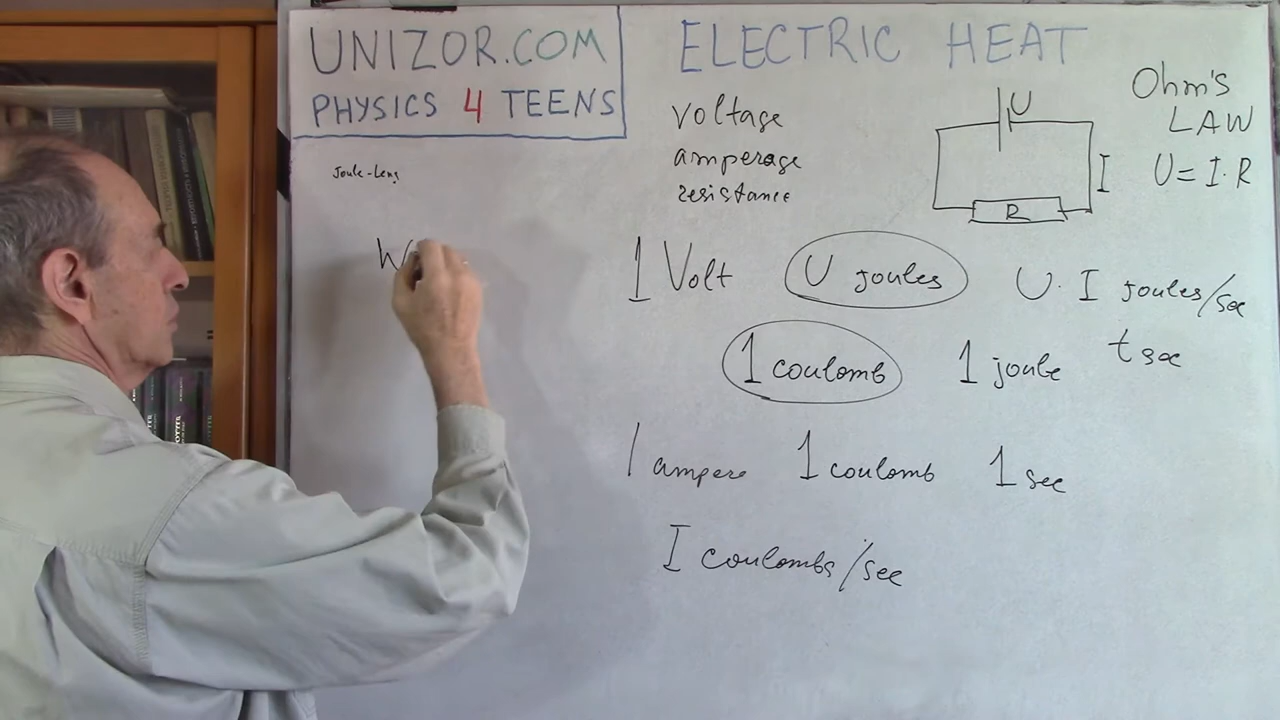 UNIZOR.COM
PHYSICS 4 TEENS
Joule-Lenz
W
ELECTRIC HEAT
voltage
amperage
resistance
U
I
R
Ohm's
LAW
U = I·R
1 Volt U joules U·I joules/sec
1 coulomb 1 joule t sec
1 ampere 1 coulomb 1 sec
I coulombs/sec